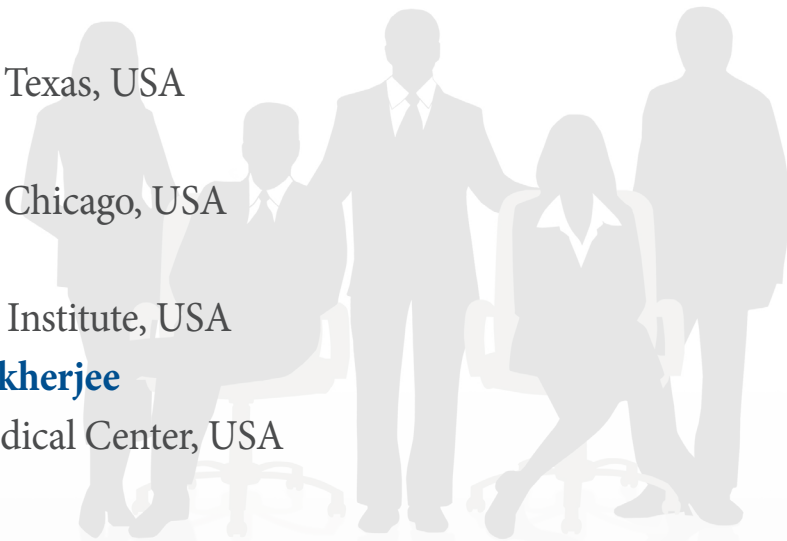 Texas, USA
Chicago, USA
Institute, USA
kherjee
dical Center, USA